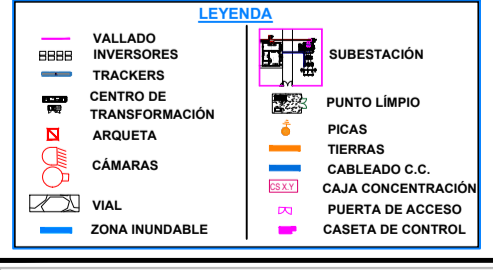 LEYENDA
VALLADO
INVERSORES
TRACKERS
CENTRO DE
TRANSFORMACIÓN
ARQUETA
CÁMARAS
VIAL
ZONA INUNDABLE
SUBESTACIÓN
PUNTO LÍMPIO
PICAS
TIERRAS
CABLEADO C.C.
CS X.Y CAJA CONCENTRACIÓN
PUERTA DE ACCESO
CASETA DE CONTROL